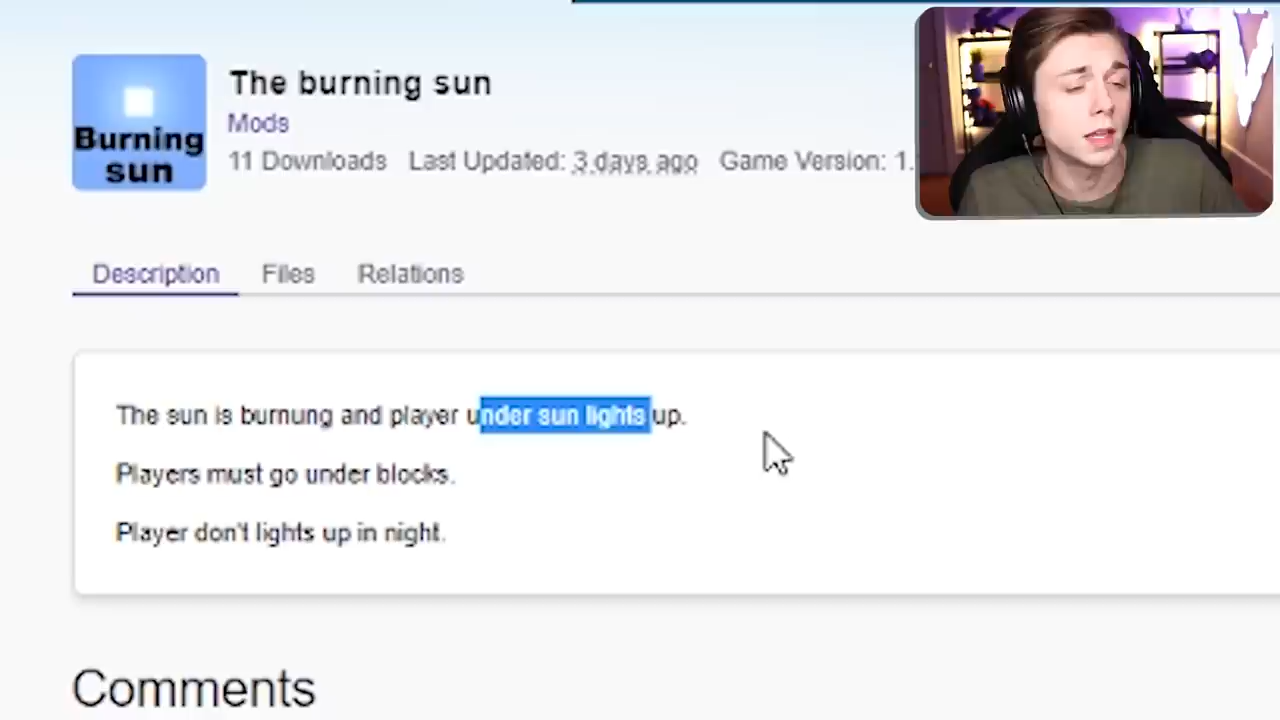 The burning sun
Burning
sun
Mods
11 Downloads Last Updated: 3 days ago Game Version: 1.
Description Files Relations
The sun is burnung and player under sun lights up.
Players must go under blocks.
Player don't lights up in night.
Comments